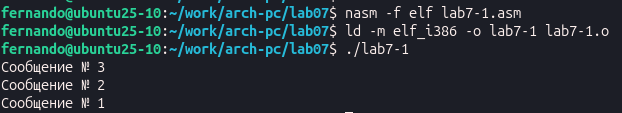 fernando@ubuntu25-10:~/work/arch-pc/lab07$ nasm -f elf lab7-1.asm
fernando@ubuntu25-10:~/work/arch-pc/lab07$ ld -m elf_i386 -o lab7-1 lab7-1.o
fernando@ubuntu25-10:~/work/arch-pc/lab07$ ./lab7-1
Сообщение № 3
Сообщение № 2
Сообщение № 1